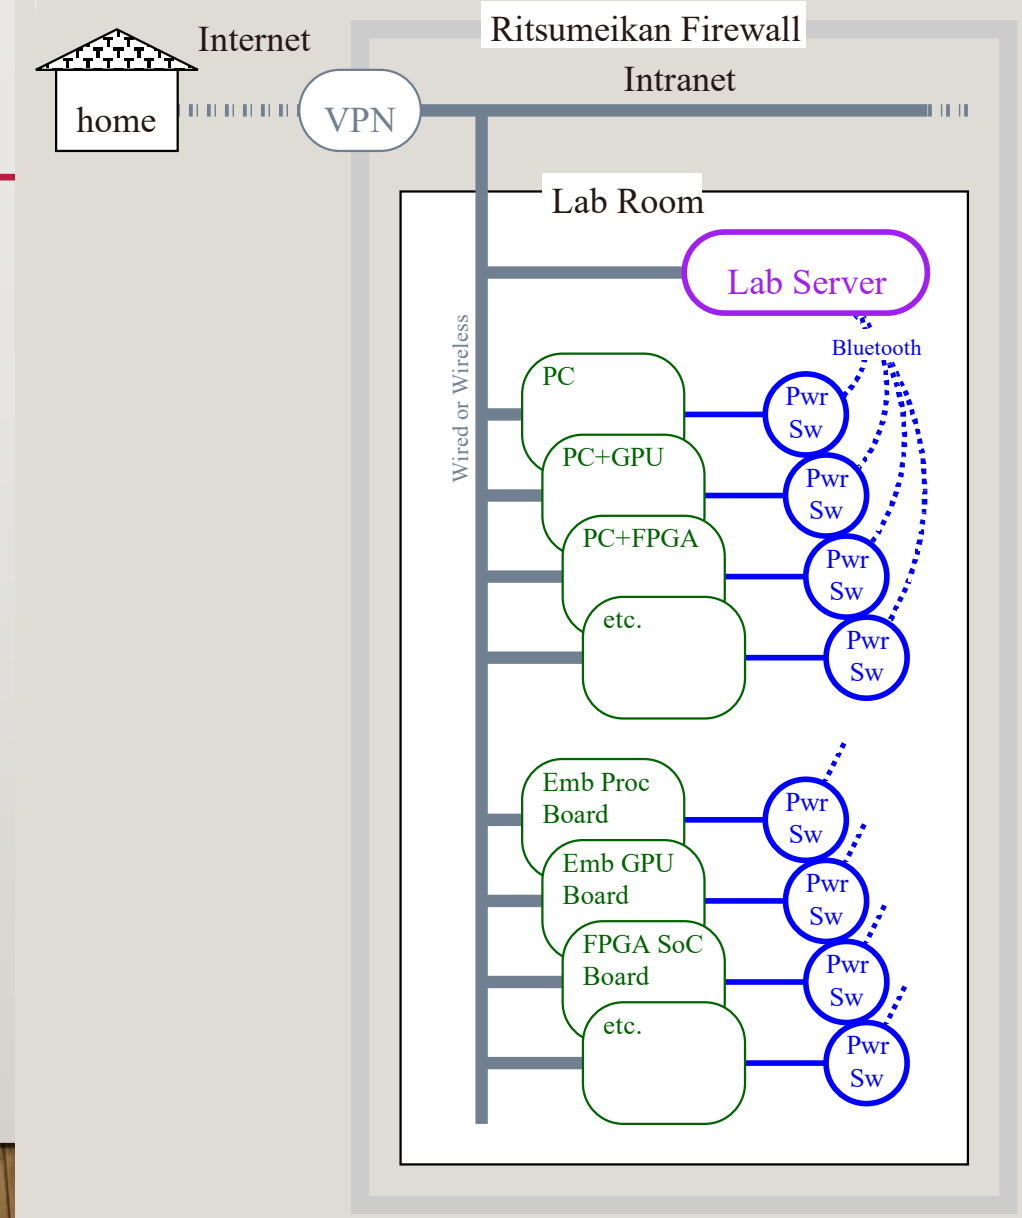 Ritsumeikan Firewall
Internet
Intranet
home
VPN
Lab Room
Lab Server
Wired or Wireless
Bluetooth
PC
Pwr
Sw
PC+GPU
Pwr
Sw
PC+FPGA
Pwr
Sw
etc.
Pwr
Sw
Emb Proc
Board
Pwr
Sw
Emb GPU
Board
Pwr
Sw
FPGA SoC
Board
Pwr
Sw
etc.
Pwr
Sw